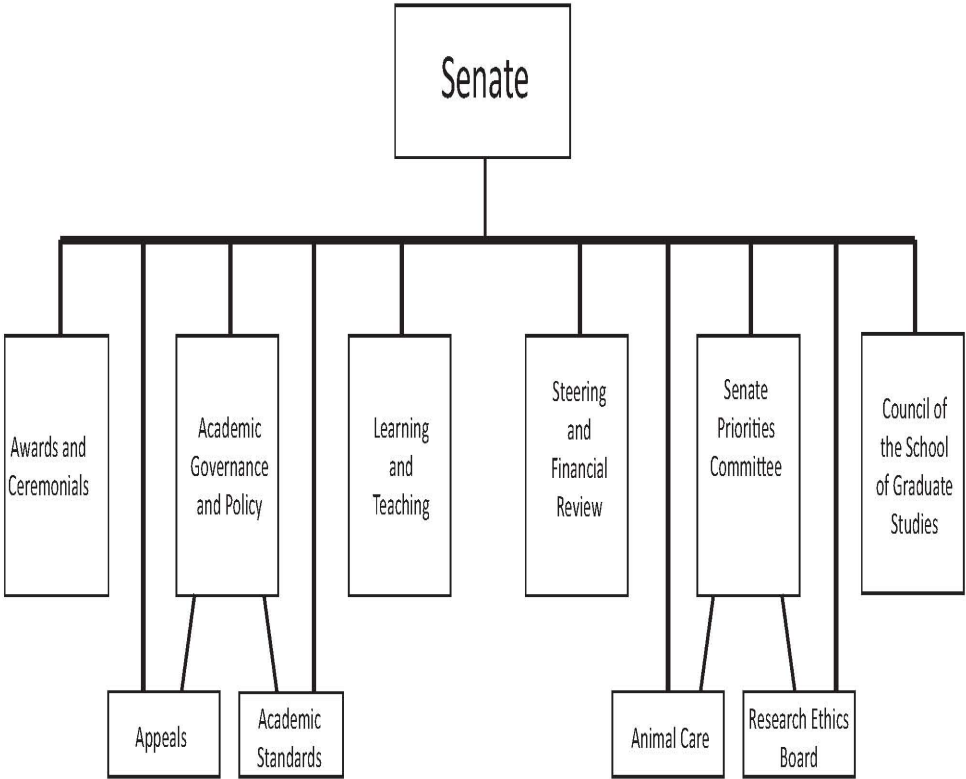 Senate
Awards and
Ceremonials
Academic
Governance
and Policy
Learning
and
Teaching
Steering
and
Financial
Review
Senate
Priorities
Committee
Council of
the School
of Graduate
Studies
Appeals
Academic
Standards
Animal Care
Research Ethics
Board